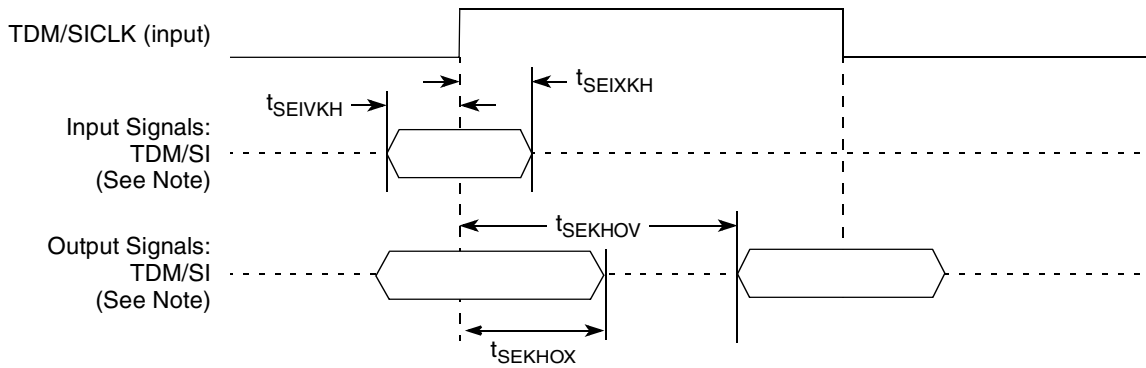 TDM/SICLK (input)
tSEIXKH
tSEIVKH
Input Signals:
TDM/SI
(See Note)
tSEKHOV
Output Signals:
TDM/SI
(See Note)
tSEKHOX